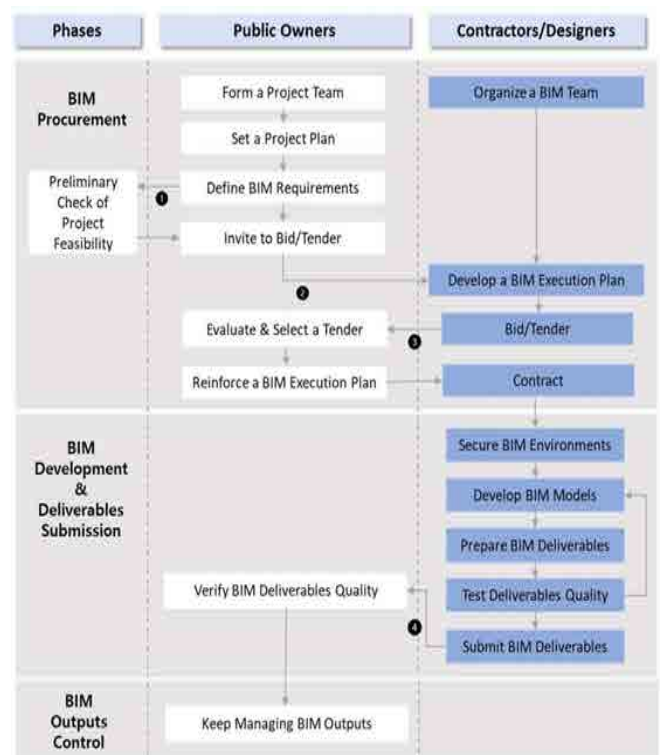 Phases
Public Owners
Contractors/Designers
BIM
Procurement
Form a Project Team
Organize a BIM Team
Set a Project Plan
Preliminary
Check of
Project
Feasibility
1
Define BIM Requirements
Invite to Bid/Tender
2
Develop a BIM Execution Plan
Evaluate & Select a Tender
3
Bid/Tender
Reinforce a BIM Execution Plan
Contract
BIM
Development
&
Deliverables
Submission
Secure BIM Environments
Develop BIM Models
Prepare BIM Deliverables
Verify BIM Deliverables Quality
Test Deliverables Quality
4
Submit BIM Deliverables
BIM
Outputs
Control
Keep Managing BIM Outputs